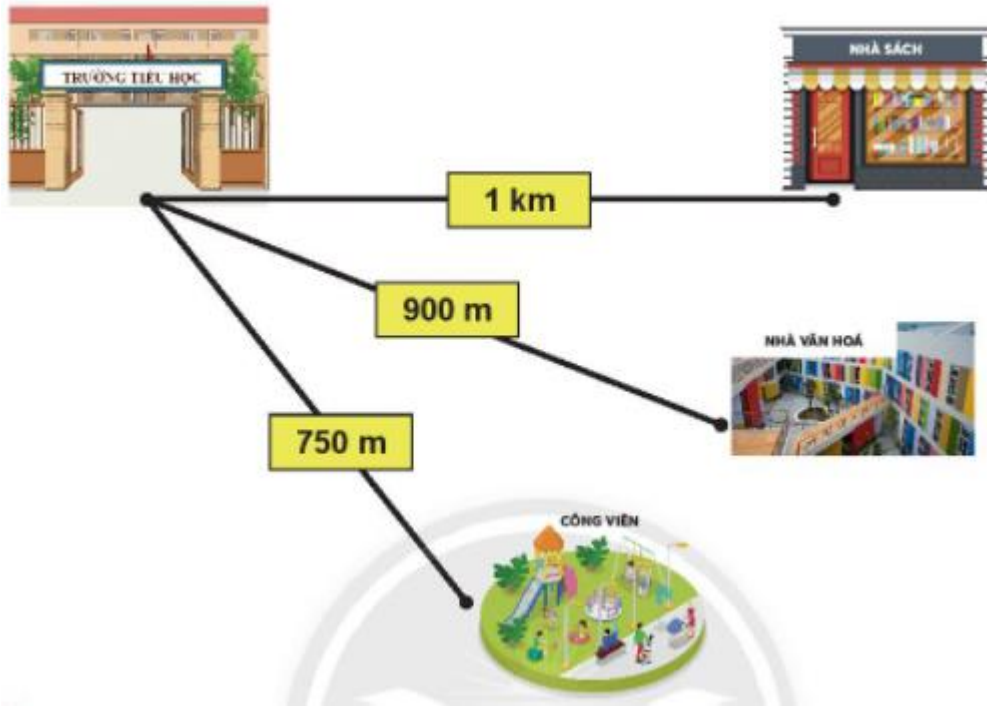 TRƯỜNG TIỂU HỌC
NHÀ SÁCH
1 km
900 m
NHÀ VĂN HOÁ
750 m
CÔNG VIÊN